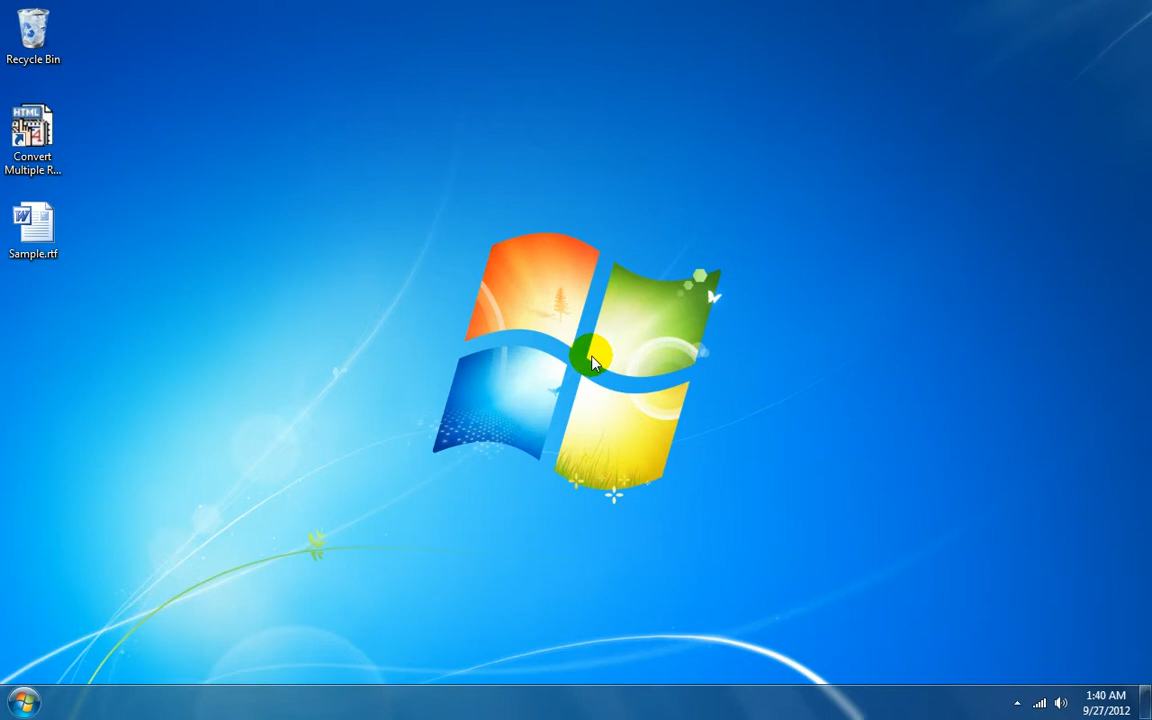 Recycle Bin
HTML
Convert
Multiple R...
W
Sample.rtf
1:40 AM
9/27/2012